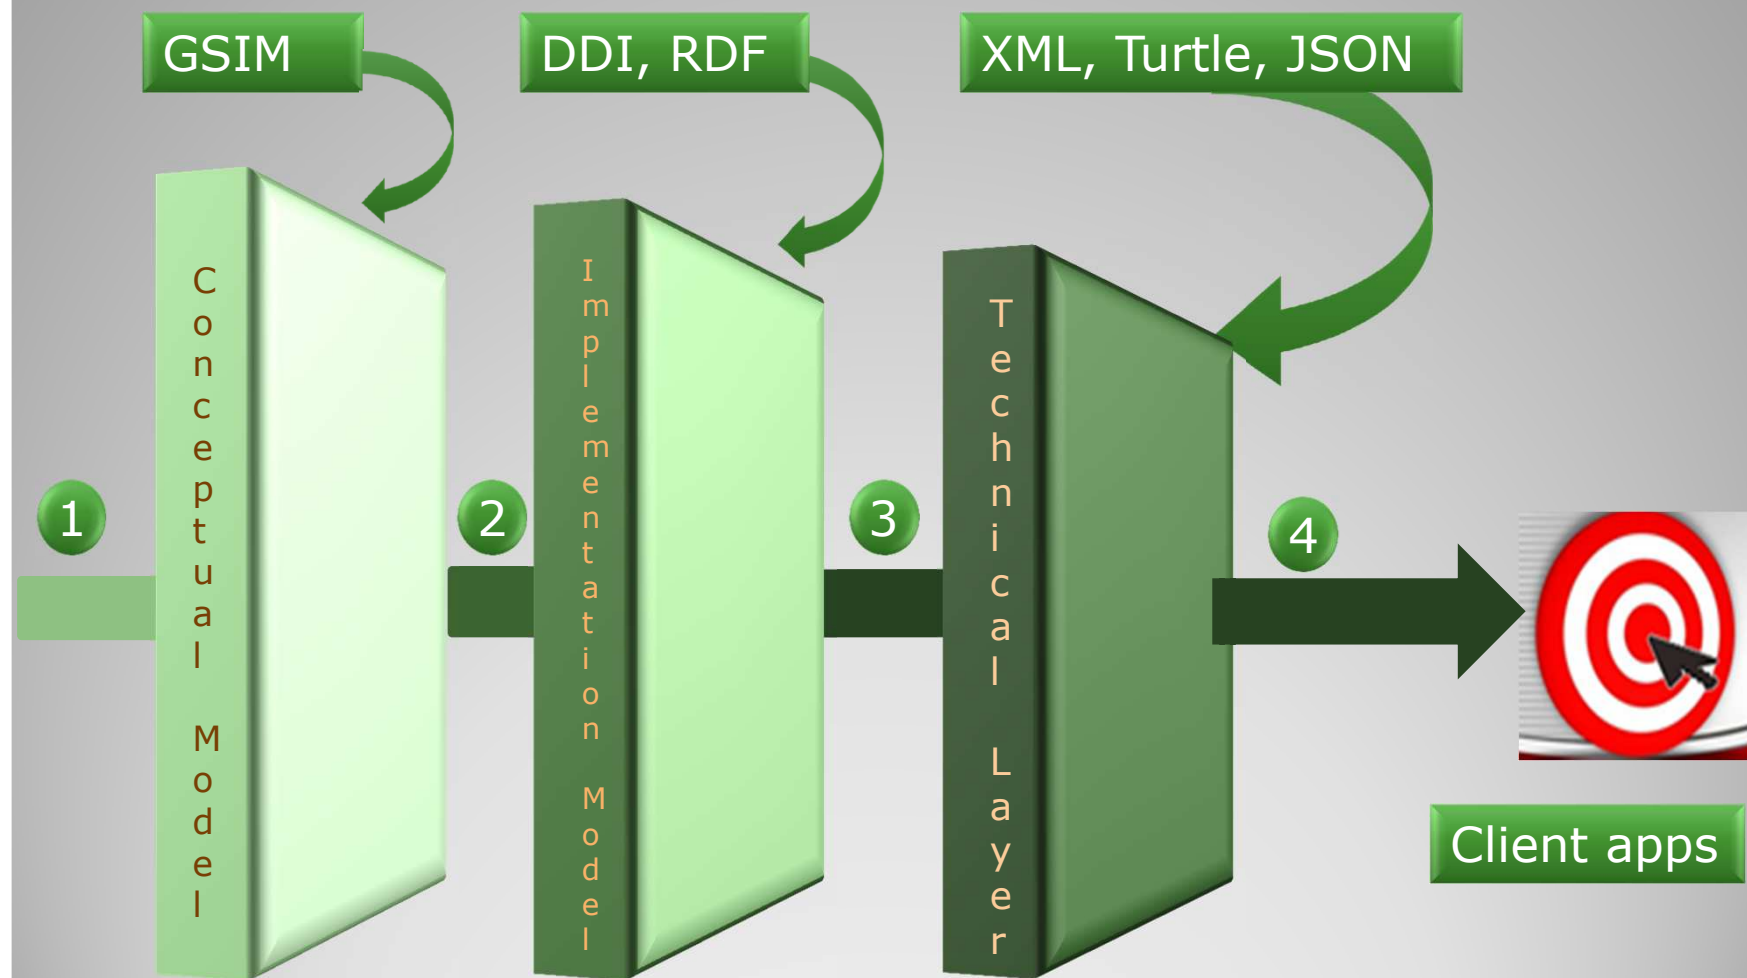 GSIM
DDI, RDF
XML, Turtle, JSON
Conceptual Model
Implementation Model
Technical Layer
1
2
3
4
Client apps